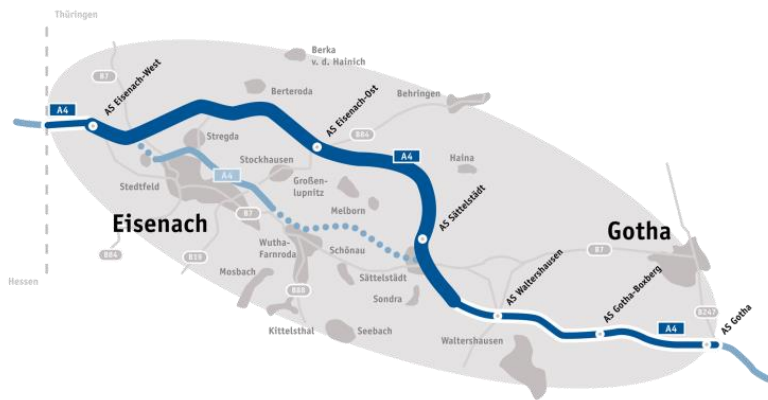 Thüringen
Berka
v. d. Hainich
B7
AS Eisenach-West
Berteroda
AS Eisenach-Ost
Behringen
A4
B84
Stregda
Stockhausen
A4
Haina
A4
Stedtfeld
Großen-
lupnitz
Melborn
AS Sättelstädt
Eisenach
B7
Gotha
Wutha-
Farnroda
Schönau
B7
B84
B19
Mosbach
Sättelstädt
AS Waltershausen
AS Gotha-Boxberg
Hessen
B88
Sondra
B247
A4
AS Gotha
Kittelsthal
Seebach
Waltershausen